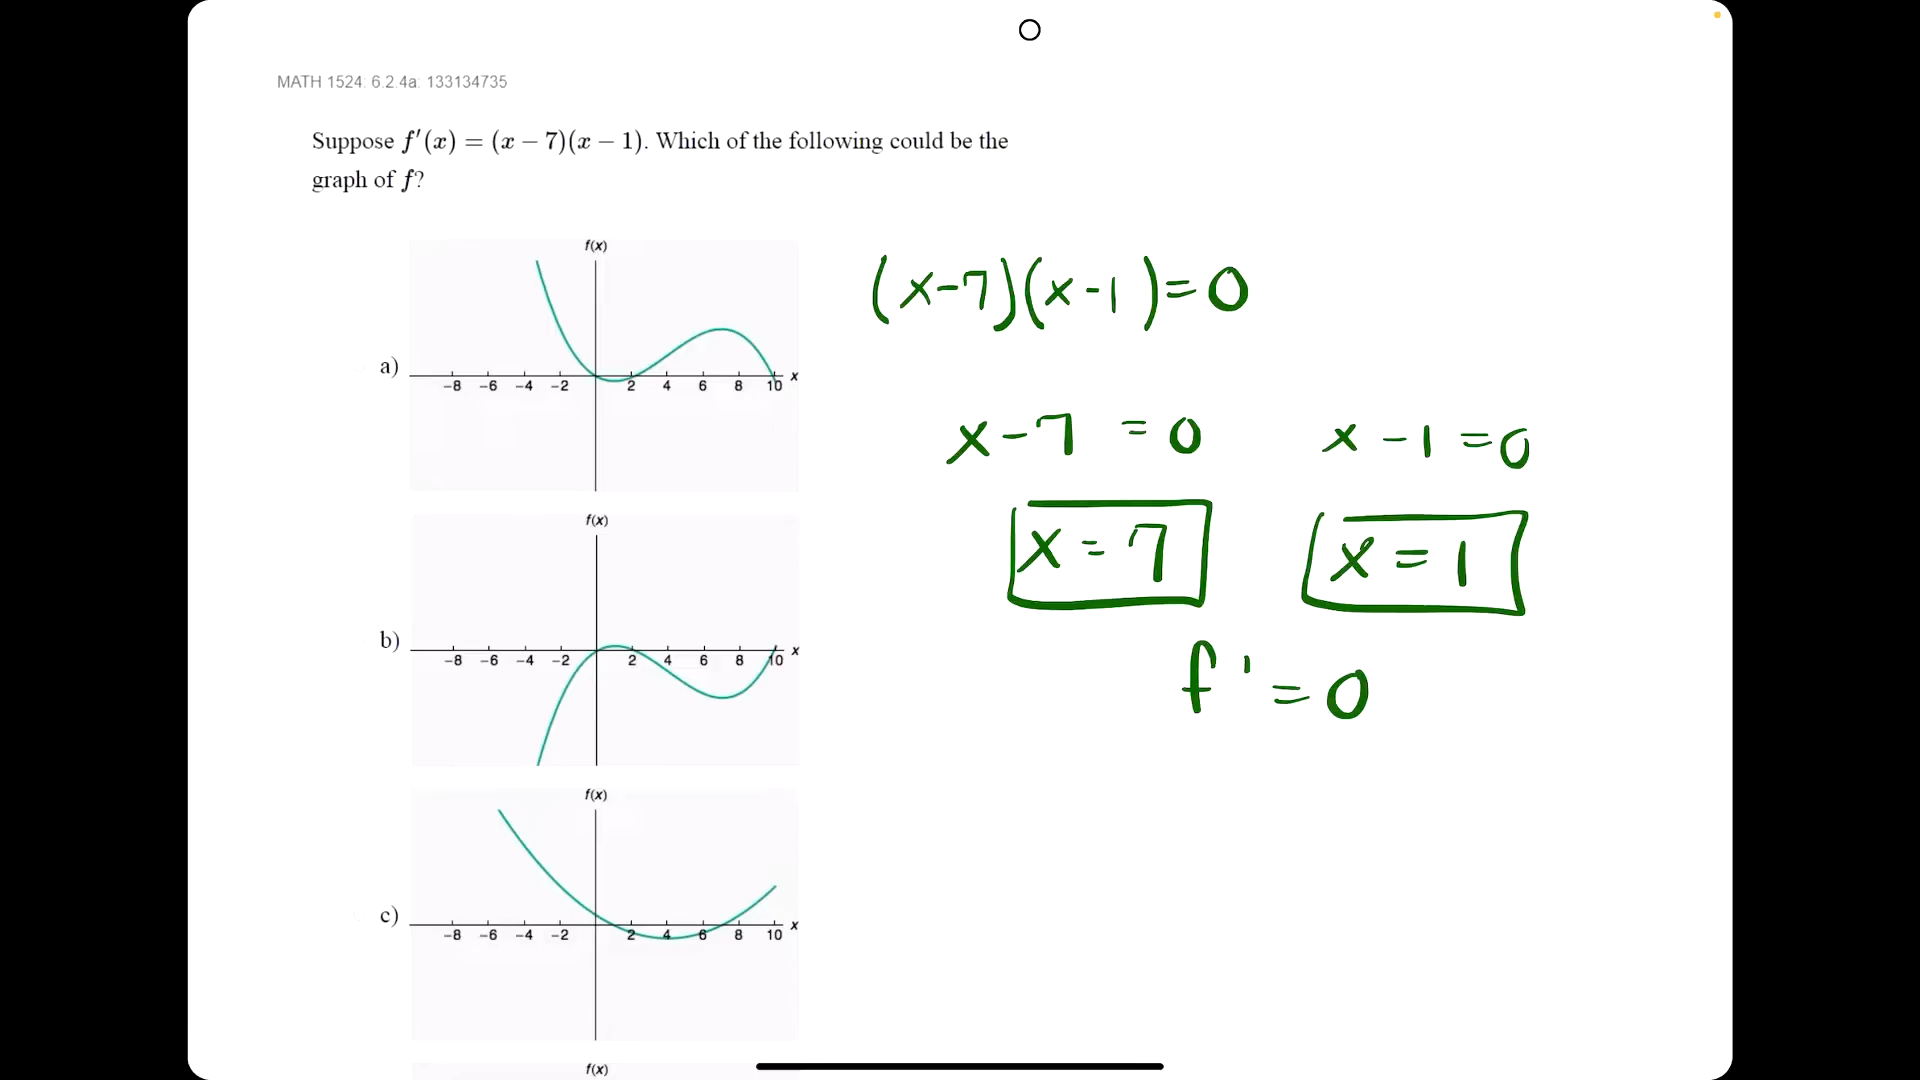 MATH 1524: 6.2.4a: 133134735
Suppose f′(x) = (x − 7)(x − 1). Which of the following could be the
graph of f?
f(x)
a)
−8 −6 −4 −2 2 4 6 8 10 x
(x-7)(x-1)=0
x-7 =0 x-1=0
x=7 x=1
f'=0
f(x)
b)
−8 −6 −4 −2 2 4 6 8 10 x
f(x)
c)
−8 −6 −4 −2 2 4 6 8 10 x
f(x)